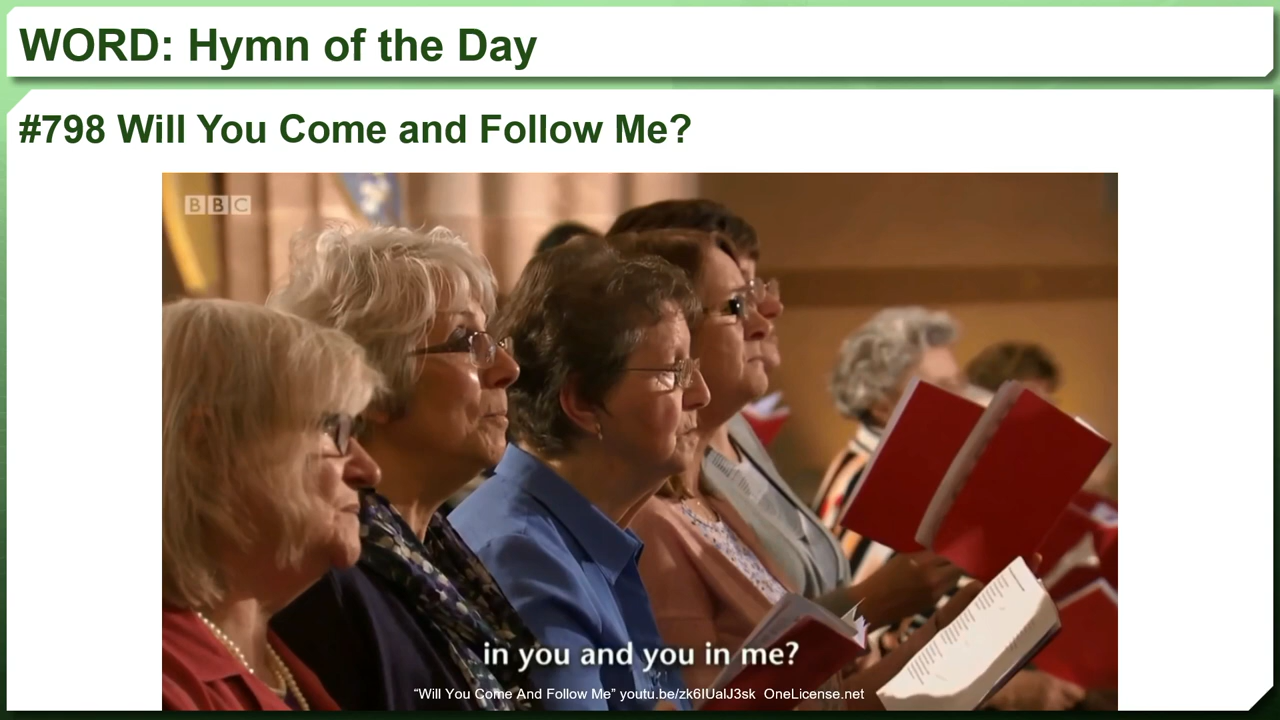 WORD: Hymn of the Day
#798 Will You Come and Follow Me?
BBC
in you and you in me?
“Will You Come And Follow Me” youtu.be/zk6IUalJ3sk OneLicense.net